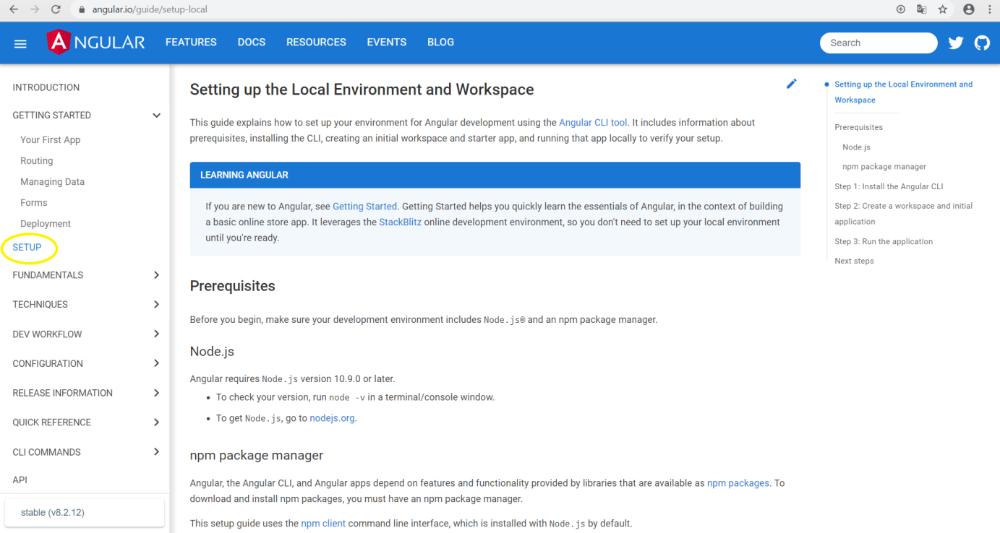 angular.io/guide/setup-local
ANGULAR FEATURES DOCS RESOURCES EVENTS BLOG Search
INTRODUCTION
GETTING STARTED
Your First App
Routing
Managing Data
Forms
Deployment
SETUP
FUNDAMENTALS
TECHNIQUES
DEV WORKFLOW
CONFIGURATION
RELEASE INFORMATION
QUICK REFERENCE
CLI COMMANDS
API
stable (v8.2.12)
Setting up the Local Environment and Workspace
This guide explains how to set up your environment for Angular development using the Angular CLI tool. It includes information about
prerequisites, installing the CLI, creating an initial workspace and starter app, and running that app locally to verify your setup.
LEARNING ANGULAR
If you are new to Angular, see Getting Started. Getting Started helps you quickly learn the essentials of Angular, in the context of building
a basic online store app. It leverages the StackBlitz online development environment, so you don't need to set up your local environment
until you're ready.
Prerequisites
Before you begin, make sure your development environment includes Node.js® and an npm package manager.
Node.js
Angular requires Node.js version 10.9.0 or later.
• To check your version, run node -v in a terminal/console window.
• To get Node.js, go to nodejs.org.
npm package manager
Angular, the Angular CLI, and Angular apps depend on features and functionality provided by libraries that are available as npm packages. To
download and install npm packages, you must have an npm package manager.
This setup guide uses the npm client command line interface, which is installed with Node.js by default.
Setting up the Local Environment and
Workspace
Prerequisites
Node.js
npm package manager
Step 1: Install the Angular CLI
Step 2: Create a workspace and initial
application
Step 3: Run the application
Next steps